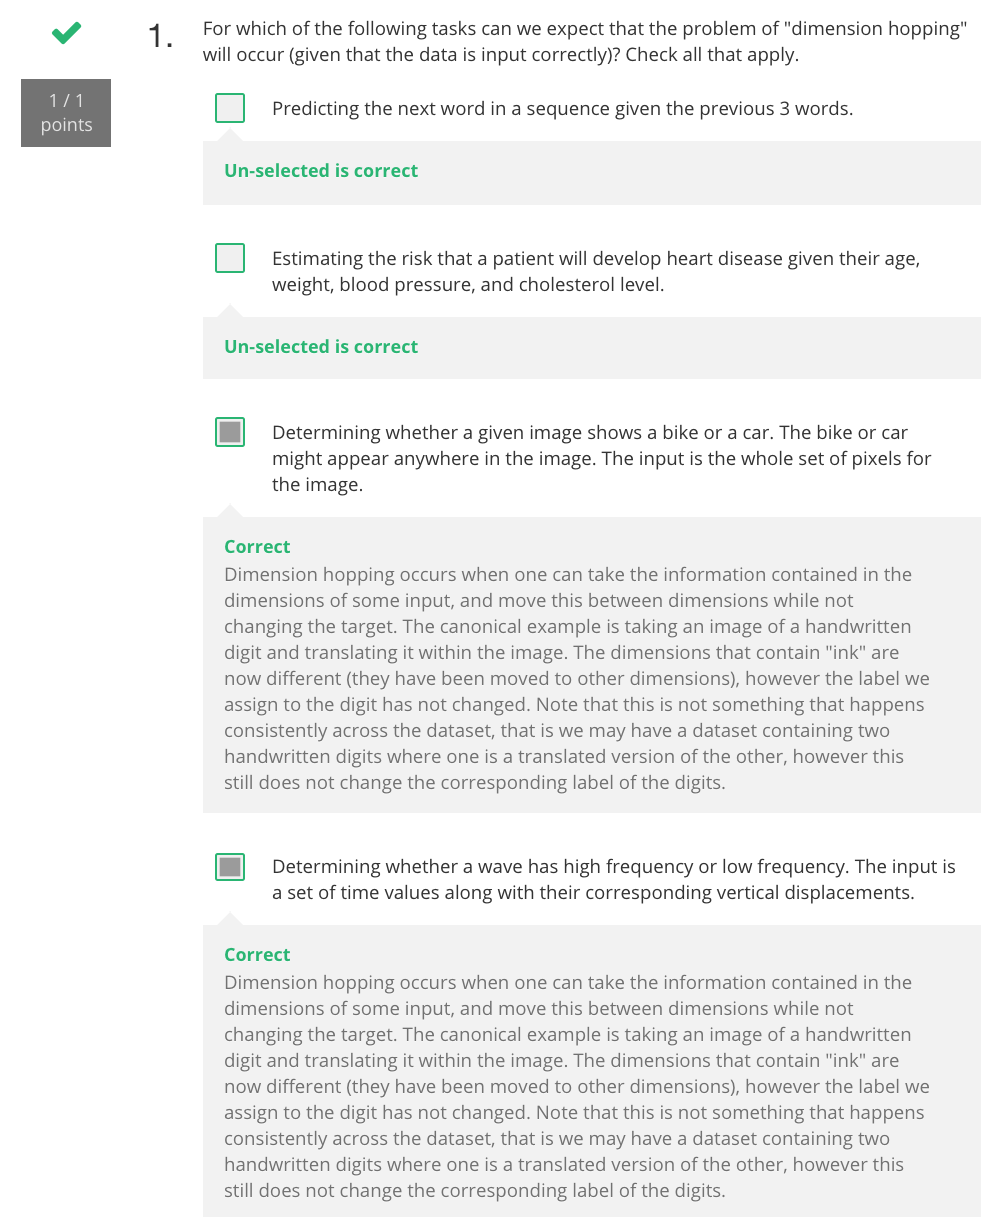 1 / 1
points
1.
For which of the following tasks can we expect that the problem of "dimension hopping"
will occur (given that the data is input correctly)? Check all that apply.
Predicting the next word in a sequence given the previous 3 words.
Un-selected is correct
Estimating the risk that a patient will develop heart disease given their age,
weight, blood pressure, and cholesterol level.
Un-selected is correct
Determining whether a given image shows a bike or a car. The bike or car
might appear anywhere in the image. The input is the whole set of pixels for
the image.
Correct
Dimension hopping occurs when one can take the information contained in the
dimensions of some input, and move this between dimensions while not
changing the target. The canonical example is taking an image of a handwritten
digit and translating it within the image. The dimensions that contain "ink" are
now different (they have been moved to other dimensions), however the label we
assign to the digit has not changed. Note that this is not something that happens
consistently across the dataset, that is we may have a dataset containing two
handwritten digits where one is a translated version of the other, however this
still does not change the corresponding label of the digits.
Determining whether a wave has high frequency or low frequency. The input is
a set of time values along with their corresponding vertical displacements.
Correct
Dimension hopping occurs when one can take the information contained in the
dimensions of some input, and move this between dimensions while not
changing the target. The canonical example is taking an image of a handwritten
digit and translating it within the image. The dimensions that contain "ink" are
now different (they have been moved to other dimensions), however the label we
assign to the digit has not changed. Note that this is not something that happens
consistently across the dataset, that is we may have a dataset containing two
handwritten digits where one is a translated version of the other, however this
still does not change the corresponding label of the digits.